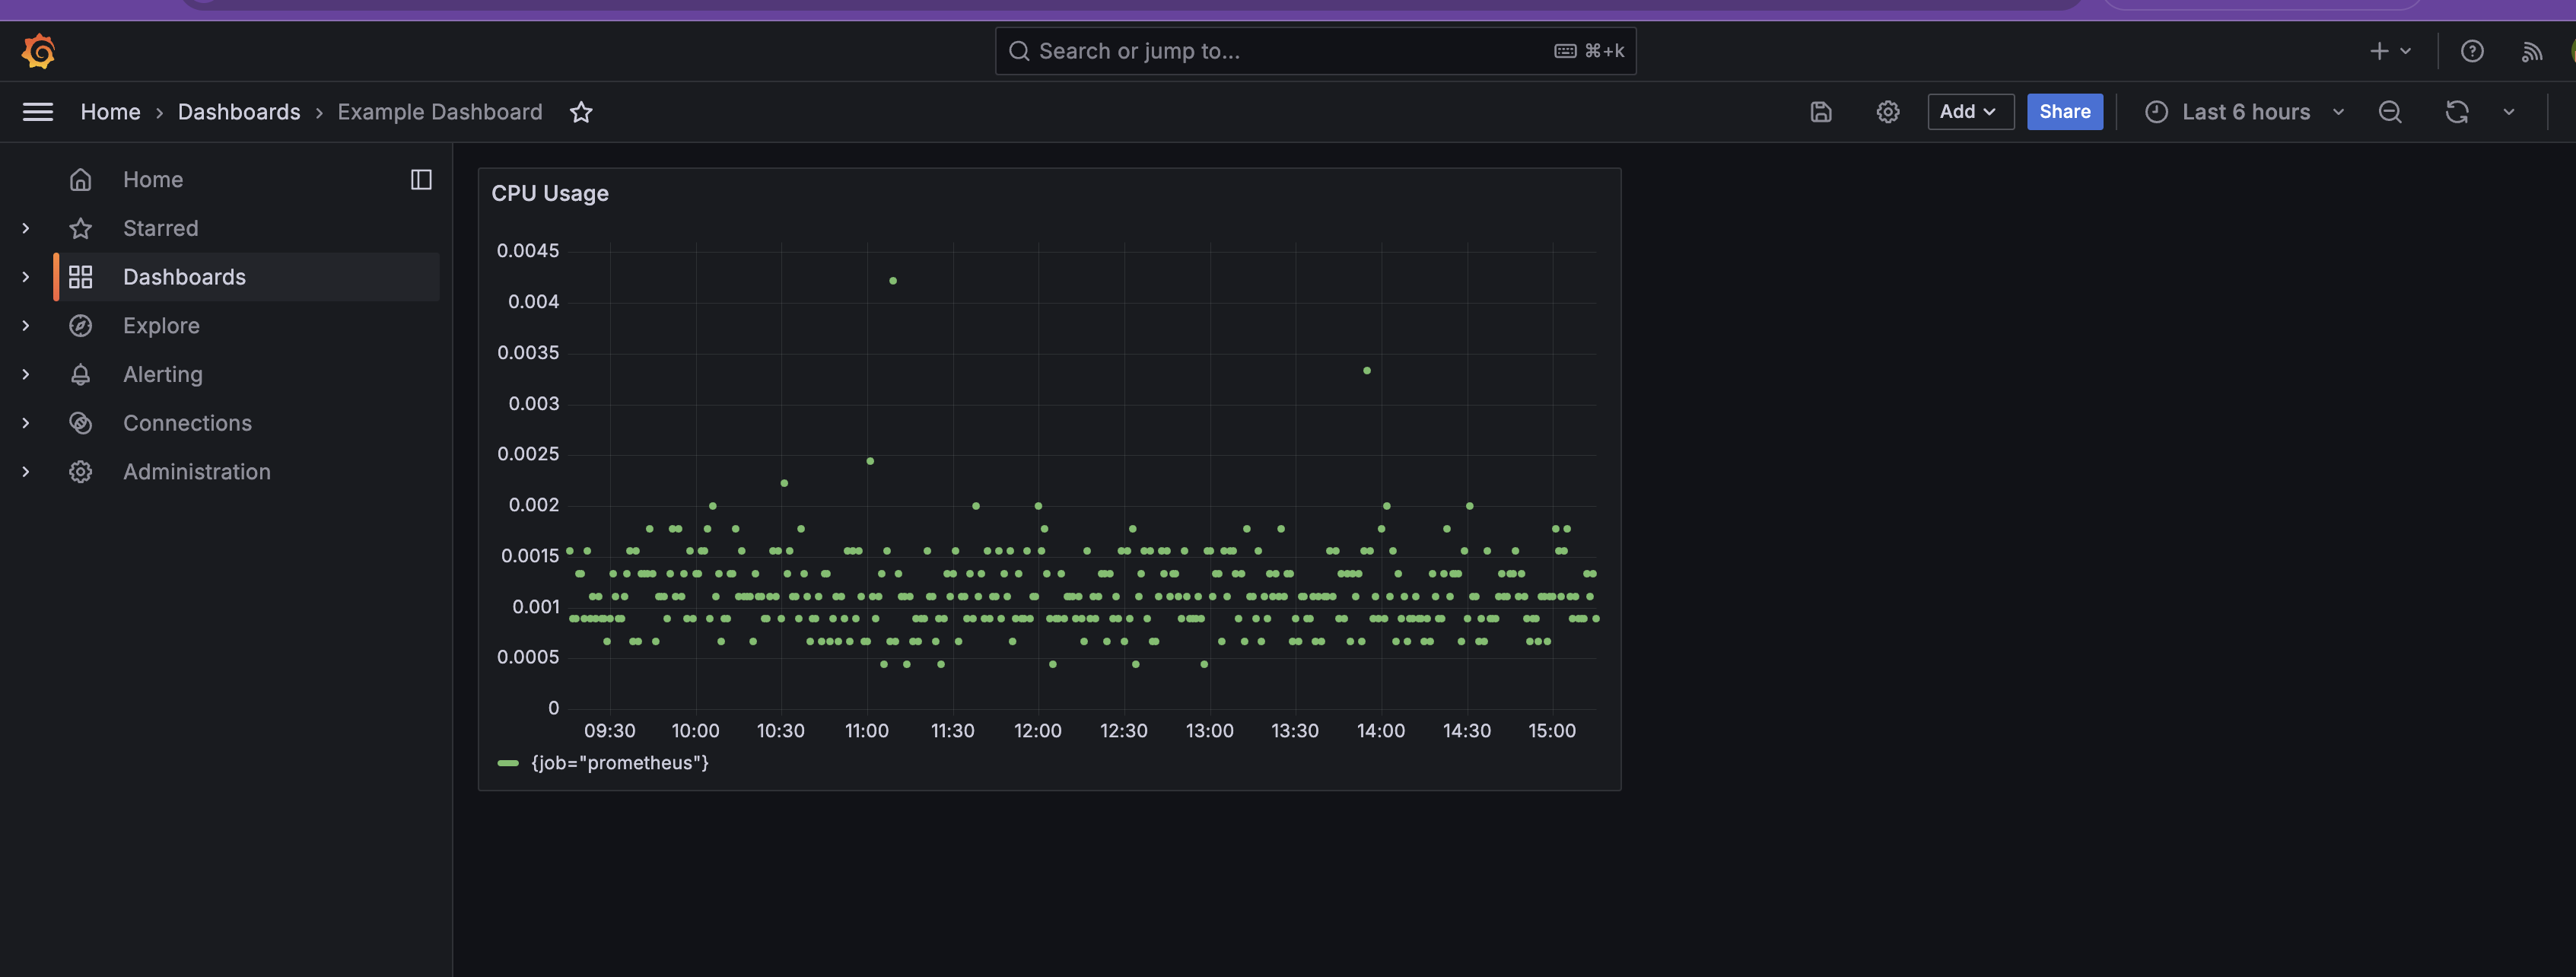 Search or jump to...
⌘+k
Home
Dashboards
Example Dashboard
Add
Share
Last 6 hours
Home
Starred
Dashboards
Explore
Alerting
Connections
Administration
CPU Usage
0.0045
0.004
0.0035
0.003
0.0025
0.002
0.0015
0.001
0.0005
0
09:30 10:00 10:30 11:00 11:30 12:00 12:30 13:00 13:30 14:00 14:30 15:00
{job="prometheus"}